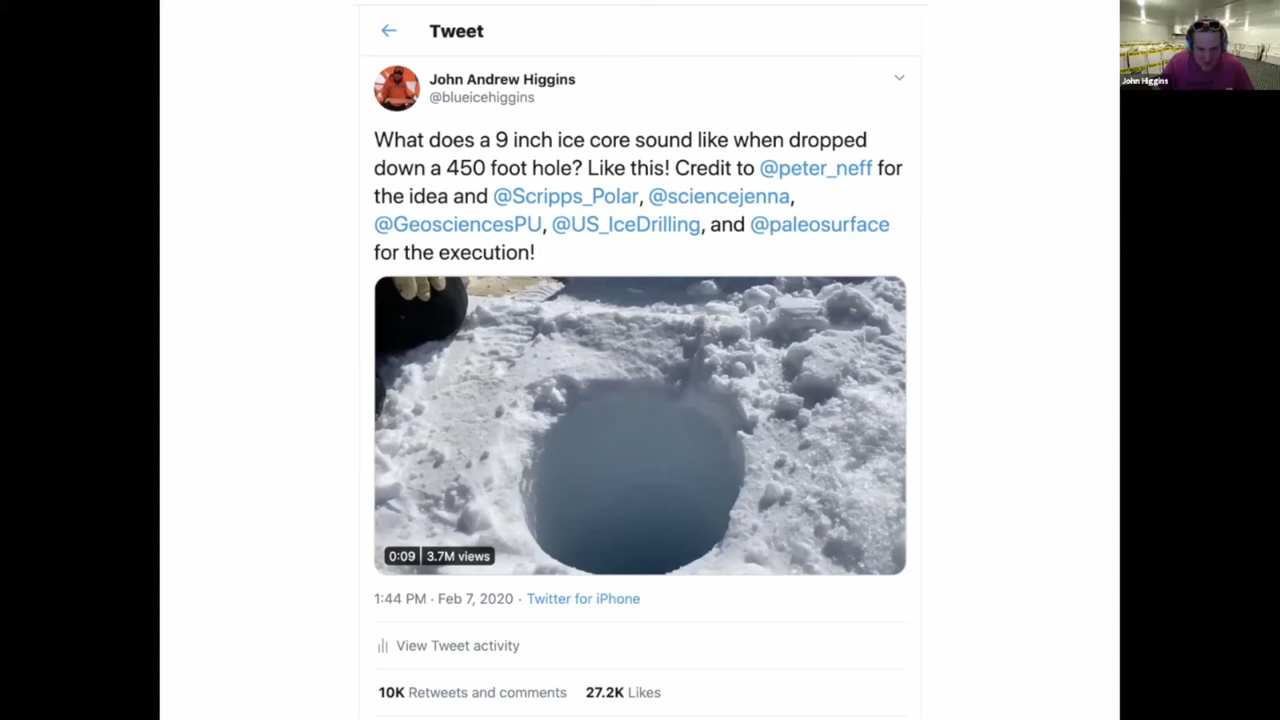 Tweet
John Andrew Higgins
@blueicehiggins
What does a 9 inch ice core sound like when dropped
down a 450 foot hole? Like this! Credit to @peter_neff for
the idea and @Scripps_Polar, @sciencejenna,
@GeosciencesPU, @US_IceDrilling, and @paleosurface
for the execution!
0:09 3.7M views
1:44 PM · Feb 7, 2020 · Twitter for iPhone
View Tweet activity
10K Retweets and comments 27.2K Likes
John Higgins